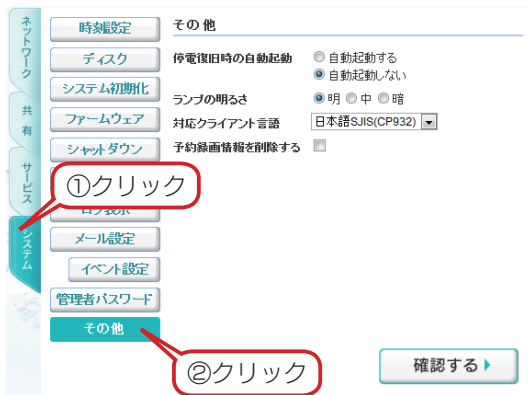 ネットワーク
共有
サービス
システム
時刻設定
ディスク
システム初期化
ファームウェア
シャットダウン
ログ表示
メール設定
イベント設定
管理者パスワード
その他
その他
停電復旧時の自動起動
自動起動する
自動起動しない
ランプの明るさ
明 中 暗
対応クライアント言語
日本語SJIS(CP932)
予約録画情報を削除する
①クリック
②クリック
確認する